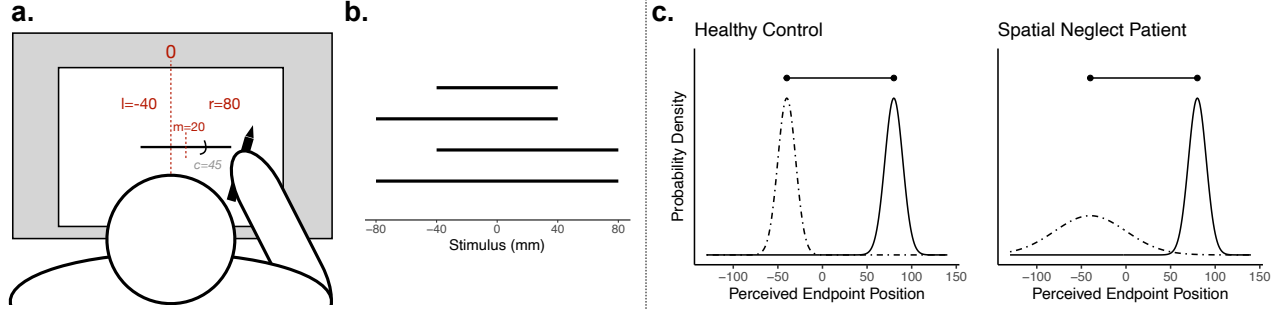 a.
0
l=-40
r=80
m=20
c=45
b.
−80
−40
0
40
80
Stimulus (mm)
c.
Healthy Control
Probability Density
−100
−50
0
50
100
150
Perceived Endpoint Position
Spatial Neglect Patient
−100
−50
0
50
100
150
Perceived Endpoint Position